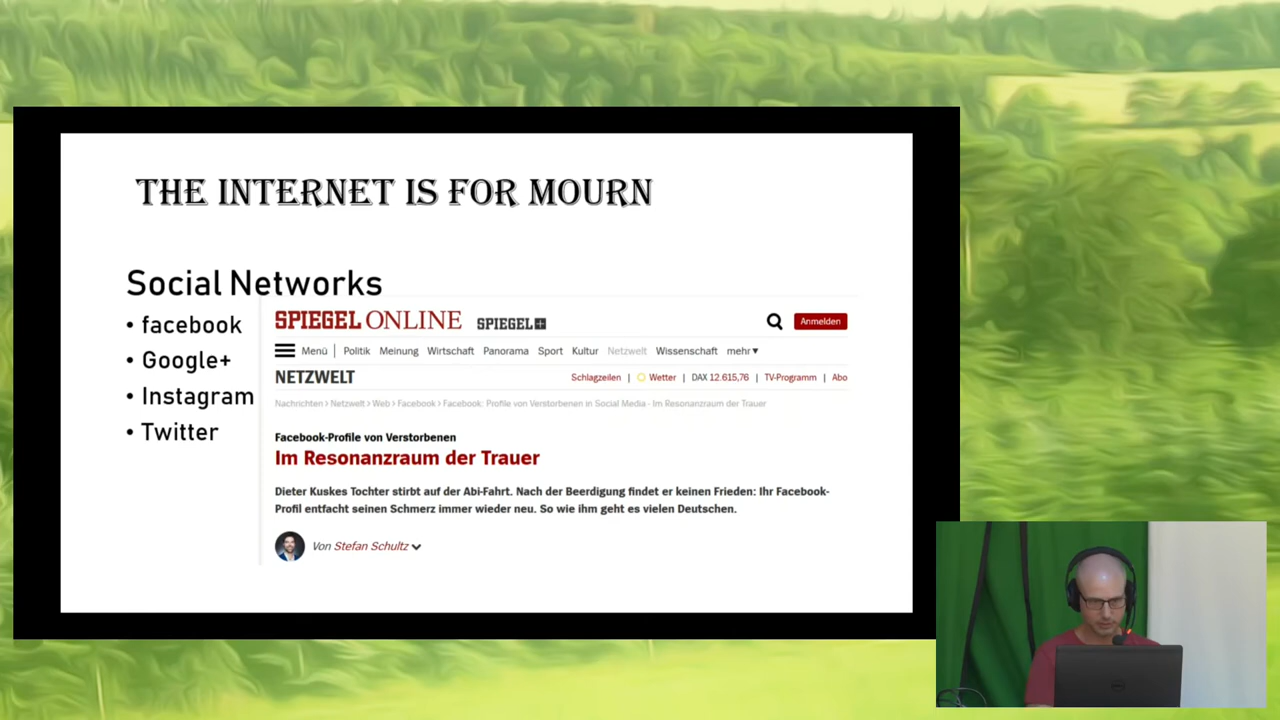 THE INTERNET IS FOR MOURN
Social Networks
• facebook
• Google+
• Instagram
• Twitter
SPIEGEL ONLINE SPIEGEL+
Anmelden
Menü | Politik Meinung Wirtschaft Panorama Sport Kultur Netzwelt Wissenschaft mehr▾
NETZWELT
Schlagzeilen | Wetter | DAX 12.615,76 | TV-Programm | Abo
Nachrichten > Netzwelt > Web > Facebook > Facebook: Profile von Verstorbenen in Social Media - Im Resonanzraum der Trauer
Facebook-Profile von Verstorbenen
Im Resonanzraum der Trauer
Dieter Kuskes Tochter stirbt auf der Abi-Fahrt. Nach der Beerdigung findet er keinen Frieden: Ihr Facebook-
Profil entfacht seinen Schmerz immer wieder neu. So wie ihm geht es vielen Deutschen.
Von Stefan Schultz